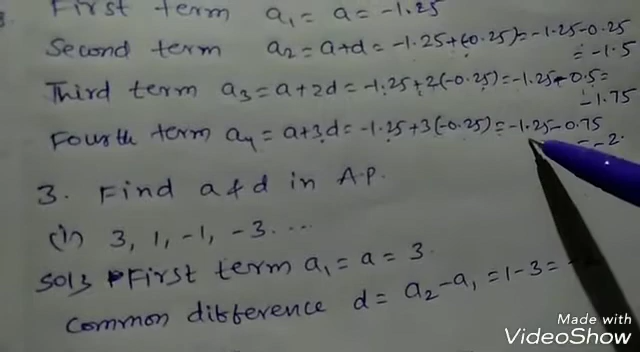 First term a₁ = a = -1.25
Second term a₂ = a+d = -1.25+(-0.25) = -1.25-0.25
= -1.5
Third term a₃ = a+2d = -1.25+2(-0.25) = -1.25-0.5=
-1.75
Fourth term a₄ = a+3d = -1.25+3(-0.25) = -1.25-0.75
= -2.
3. Find a & d in A.P.
(i) 3, 1, -1, -3....
Sol: First term a₁ = a = 3.
Common difference d = a₂-a₁ = 1-3 =
Made with
VideoShow